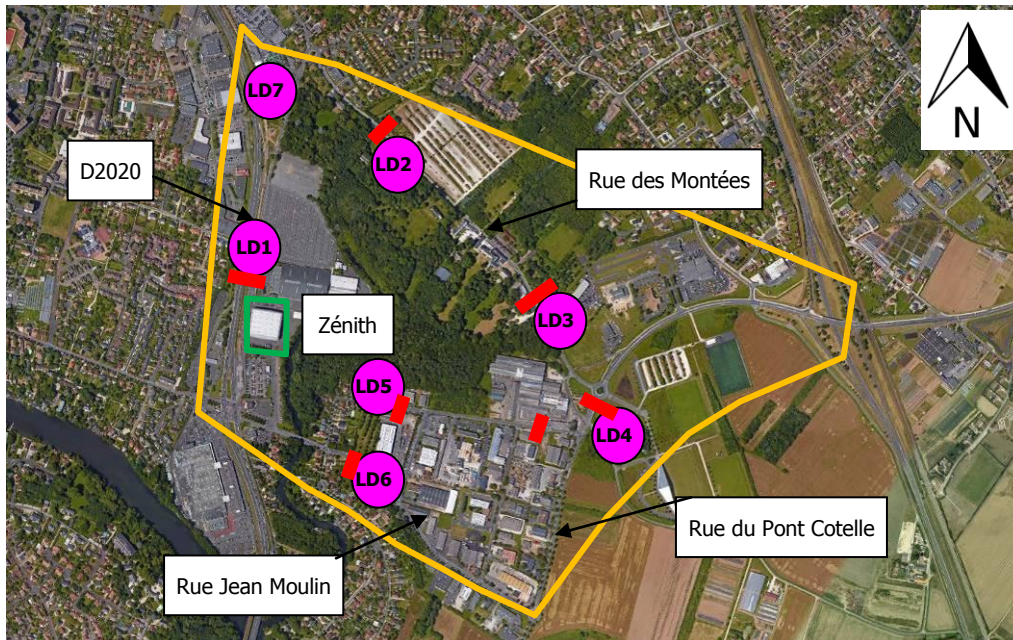 LD7
N
LD2
D2020
Rue des Montées
LD1
LD3
Zénith
LD5
LD4
LD6
Rue du Pont Cotelle
Rue Jean Moulin